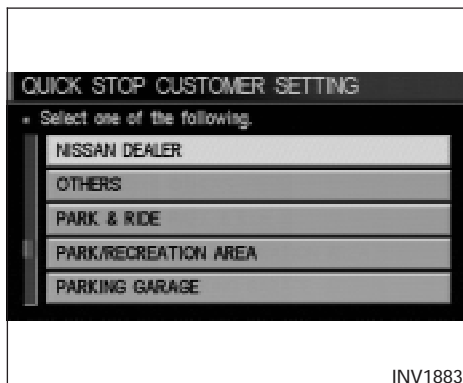 QUICK STOP CUSTOMER SETTING
Select one of the following.
NISSAN DEALER
OTHERS
PARK & RIDE
PARK/RECREATION AREA
PARKING GARAGE
INV1883